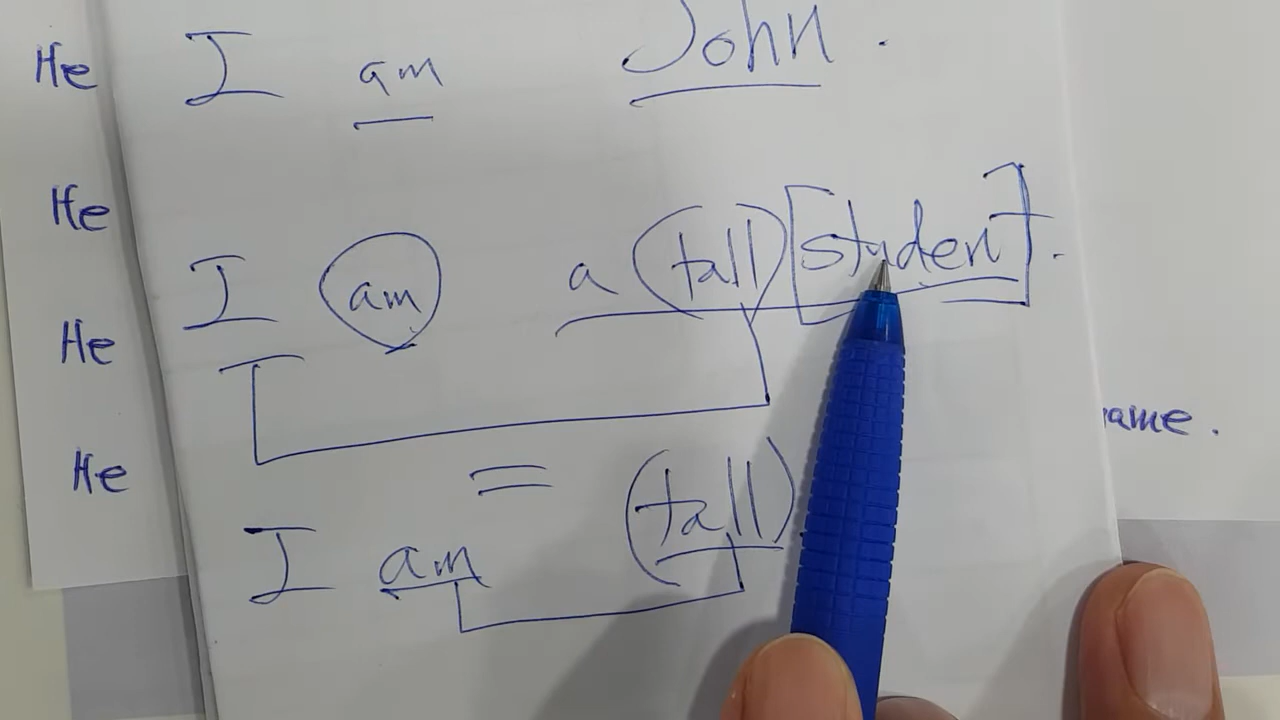 He
I am John.
He
I am a tall student.
He
ame.
=
He
I am tall